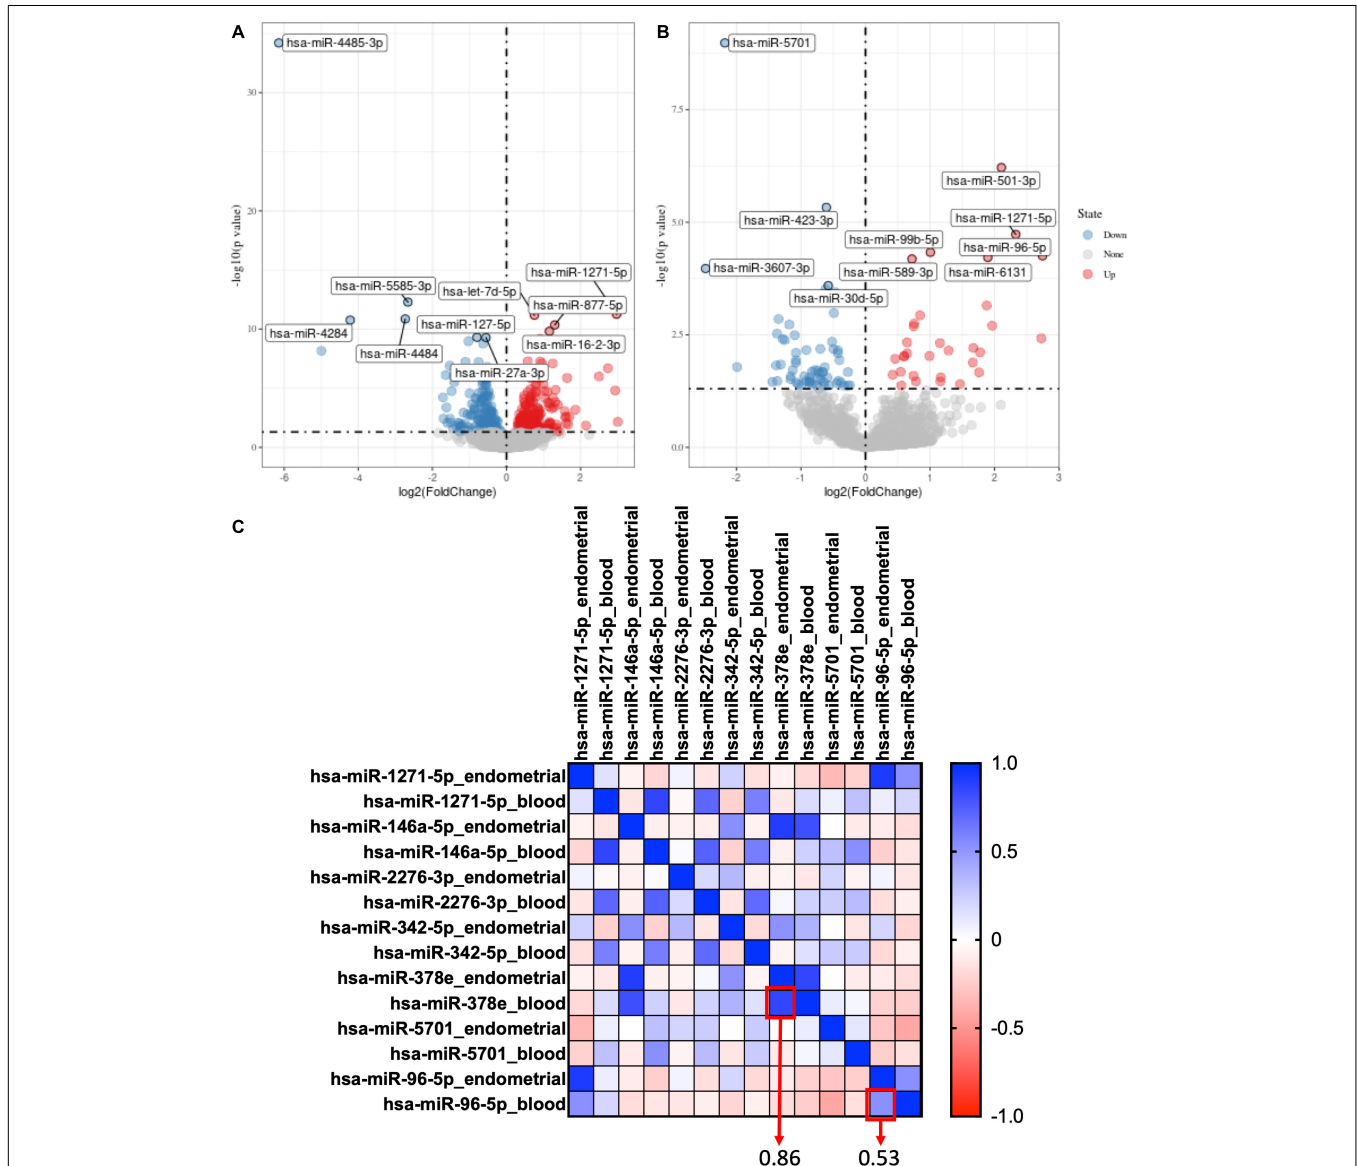 A
B
hsa-miR-4485-3p
hsa-miR-5585-3p
hsa-miR-4284
hsa-miR-4484
hsa-let-7d-5p
hsa-miR-127-5p
hsa-miR-27a-3p
hsa-miR-1271-5p
hsa-miR-877-5p
hsa-miR-16-2-3p
30
20
10
0
-log10(p value)
-6
-4
-2
0
2
log2(FoldChange)
hsa-miR-5701
hsa-miR-501-3p
hsa-miR-423-3p
hsa-miR-1271-5p
hsa-miR-99b-5p
hsa-miR-96-5p
hsa-miR-3607-3p
hsa-miR-589-3p
hsa-miR-6131
hsa-miR-30d-5p
7.5
5.0
2.5
0.0
-log10(p value)
-2
-1
0
1
2
3
log2(FoldChange)
State
Down
None
Up
C
hsa-miR-1271-5p_endometrial
hsa-miR-1271-5p_blood
hsa-miR-146a-5p_endometrial
hsa-miR-146a-5p_blood
hsa-miR-2276-3p_endometrial
hsa-miR-2276-3p_blood
hsa-miR-342-5p_endometrial
hsa-miR-342-5p_blood
hsa-miR-378e_endometrial
hsa-miR-378e_blood
hsa-miR-5701_endometrial
hsa-miR-5701_blood
hsa-miR-96-5p_endometrial
hsa-miR-96-5p_blood
hsa-miR-1271-5p_endometrial
hsa-miR-1271-5p_blood
hsa-miR-146a-5p_endometrial
hsa-miR-146a-5p_blood
hsa-miR-2276-3p_endometrial
hsa-miR-2276-3p_blood
hsa-miR-342-5p_endometrial
hsa-miR-342-5p_blood
hsa-miR-378e_endometrial
hsa-miR-378e_blood
hsa-miR-5701_endometrial
hsa-miR-5701_blood
hsa-miR-96-5p_endometrial
hsa-miR-96-5p_blood
1.0
0.5
0
-0.5
-1.0
0.86
0.53